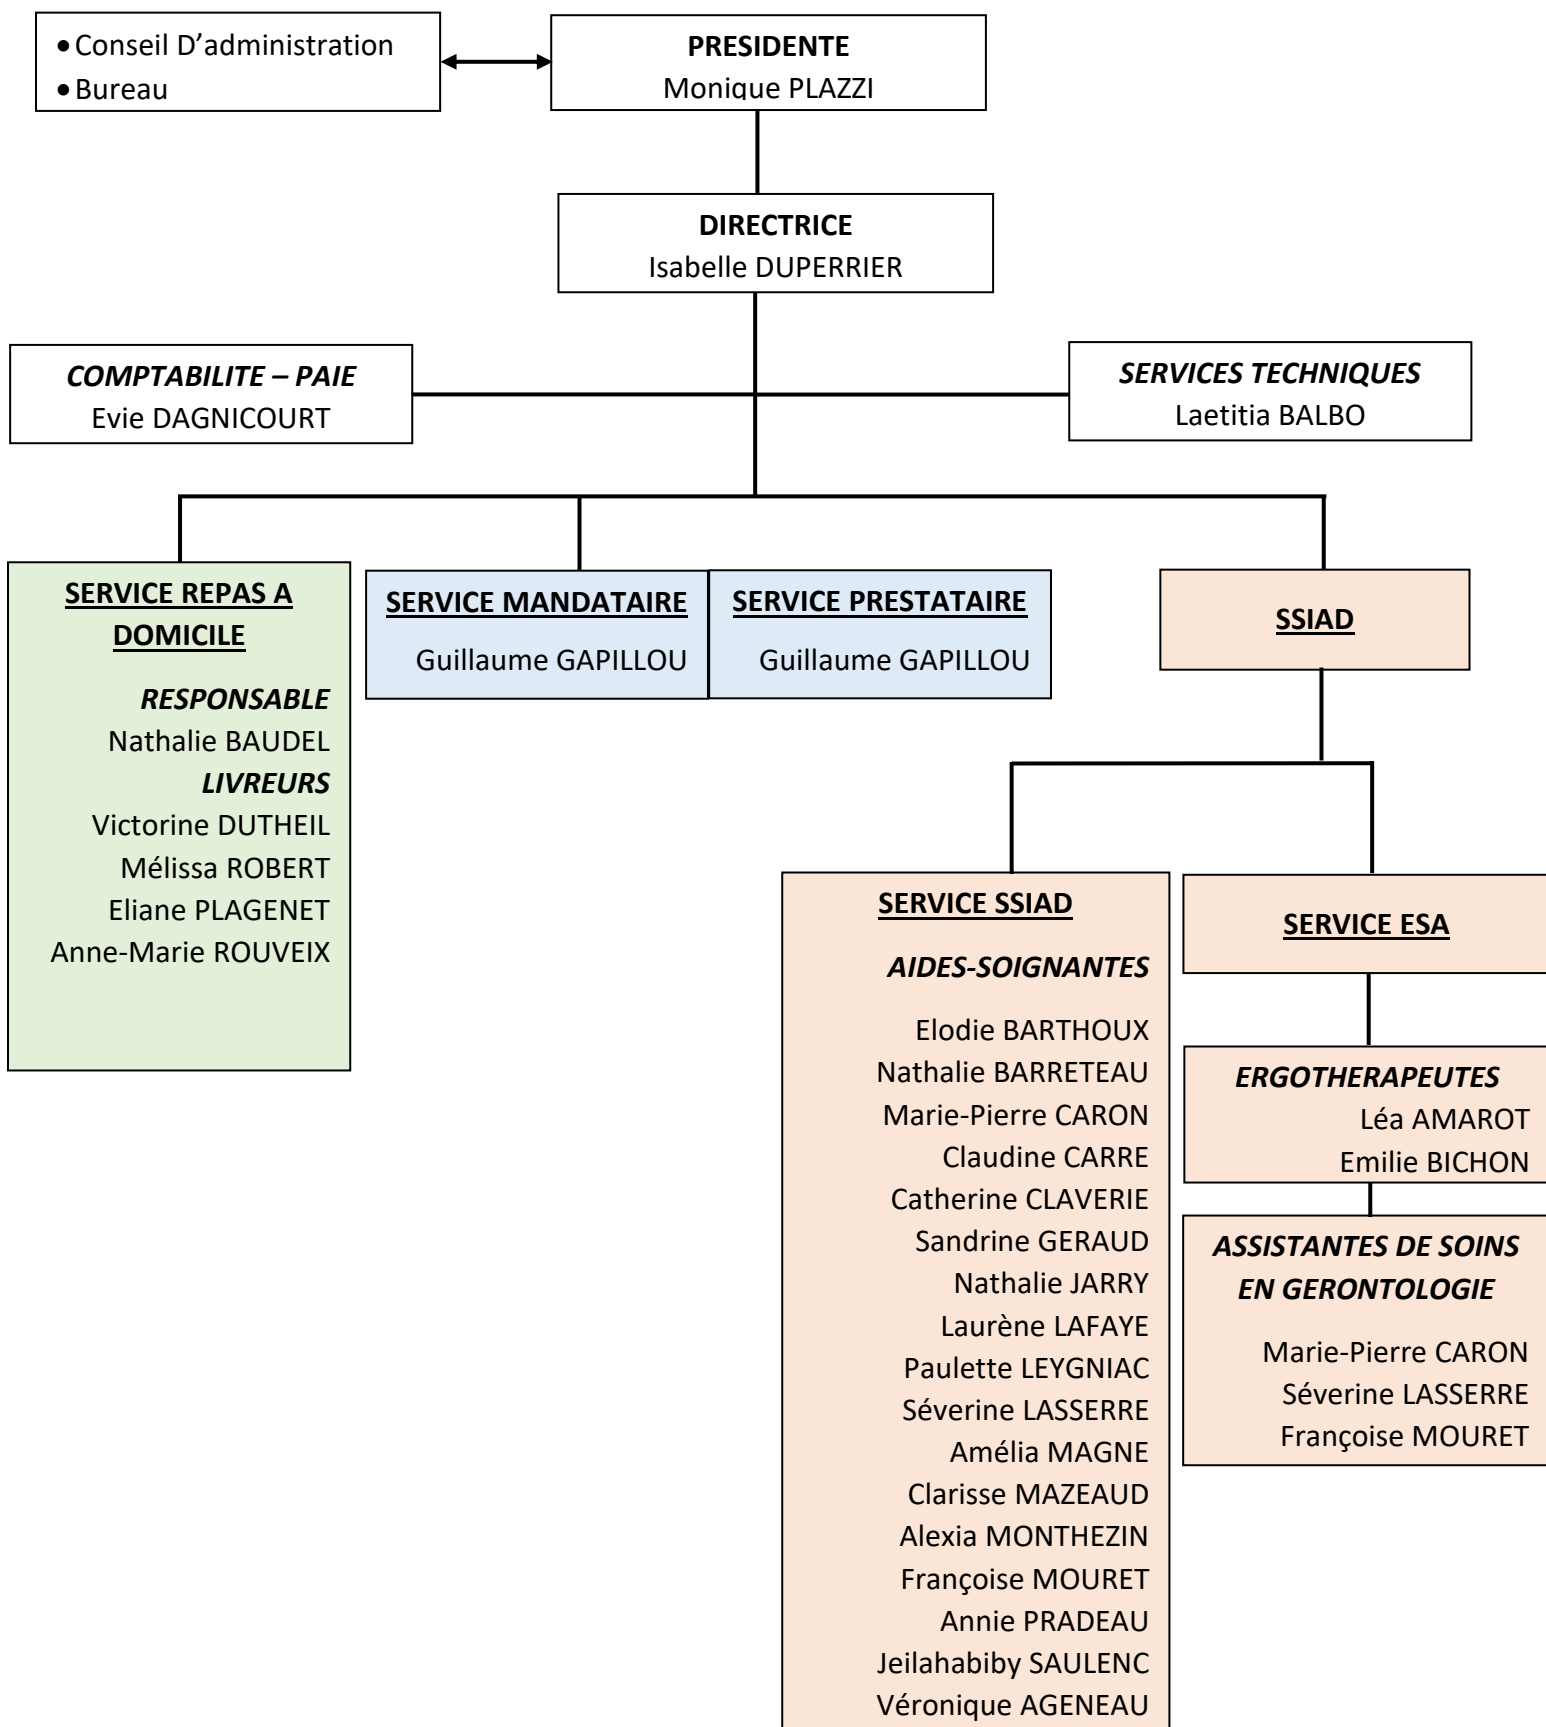 • Conseil D’administration
• Bureau
PRESIDENTE
Monique PLAZZI
DIRECTRICE
Isabelle DUPERRIER
COMPTABILITE – PAIE
Evie DAGNICOURT
SERVICES TECHNIQUES
Laetitia BALBO
SERVICE REPAS A
DOMICILE
RESPONSABLE
Nathalie BAUDEL
LIVREURS
Victorine DUTHEIL
Mélissa ROBERT
Eliane PLAGENET
Anne-Marie ROUVEIX
SERVICE MANDATAIRE
Guillaume GAPILLOU
SERVICE PRESTATAIRE
Guillaume GAPILLOU
SSIAD
SERVICE SSIAD
AIDES-SOIGNANTES
Elodie BARTHOUX
Nathalie BARRETEAU
Marie-Pierre CARON
Claudine CARRE
Catherine CLAVERIE
Sandrine GERAUD
Nathalie JARRY
Laurène LAFAYE
Paulette LEYGNIAC
Séverine LASSERRE
Amélia MAGNE
Clarisse MAZEAUD
Alexia MONTHEZIN
Françoise MOURET
Annie PRADEAU
Jeilahabiby SAULENC
Véronique AGENEAU
SERVICE ESA
ERGOTHERAPEUTES
Léa AMAROT
Emilie BICHON
ASSISTANTES DE SOINS
EN GERONTOLOGIE
Marie-Pierre CARON
Séverine LASSERRE
Françoise MOURET